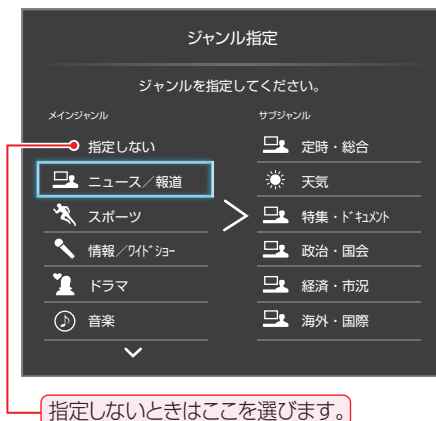 ジャンル指定
ジャンルを指定してください。
メインジャンル
サブジャンル
指定しない
ニュース／報道
スポーツ
情報／ワイドショー
ドラマ
音楽
定時・総合
天気
特集・ドキュメント
政治・国会
経済・市況
海外・国際
指定しないときはここを選びます。